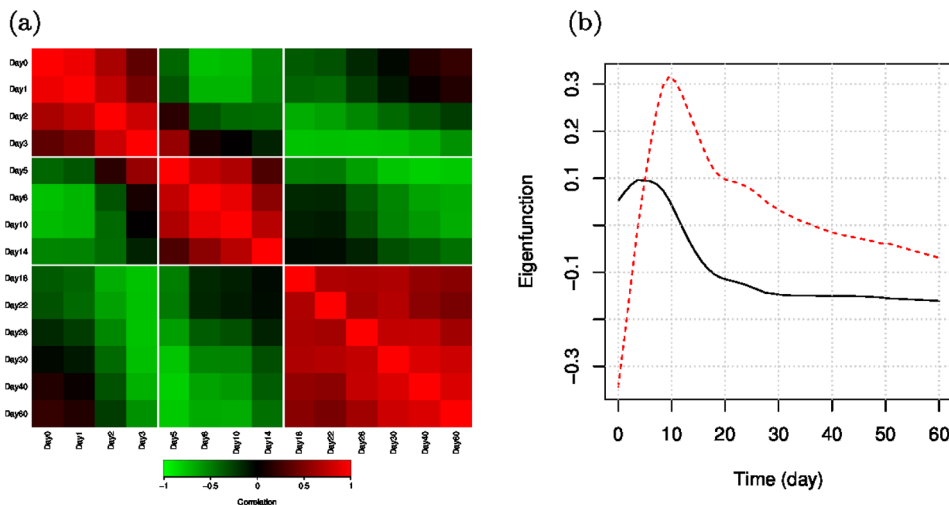 (a)
(b)
Day0
Day1
Day2
Day3
Day5
Day6
Day10
Day14
Day18
Day22
Day26
Day30
Day40
Day60
Day0 Day1 Day2 Day3 Day5 Day6 Day10 Day14 Day18 Day22 Day26 Day30 Day40 Day60
-1 -0.5 0 0.5 1
Correlation
Eigenfunction
0.3
0.2
0.1
-0.1
-0.3
0 10 20 30 40 50 60
Time (day)